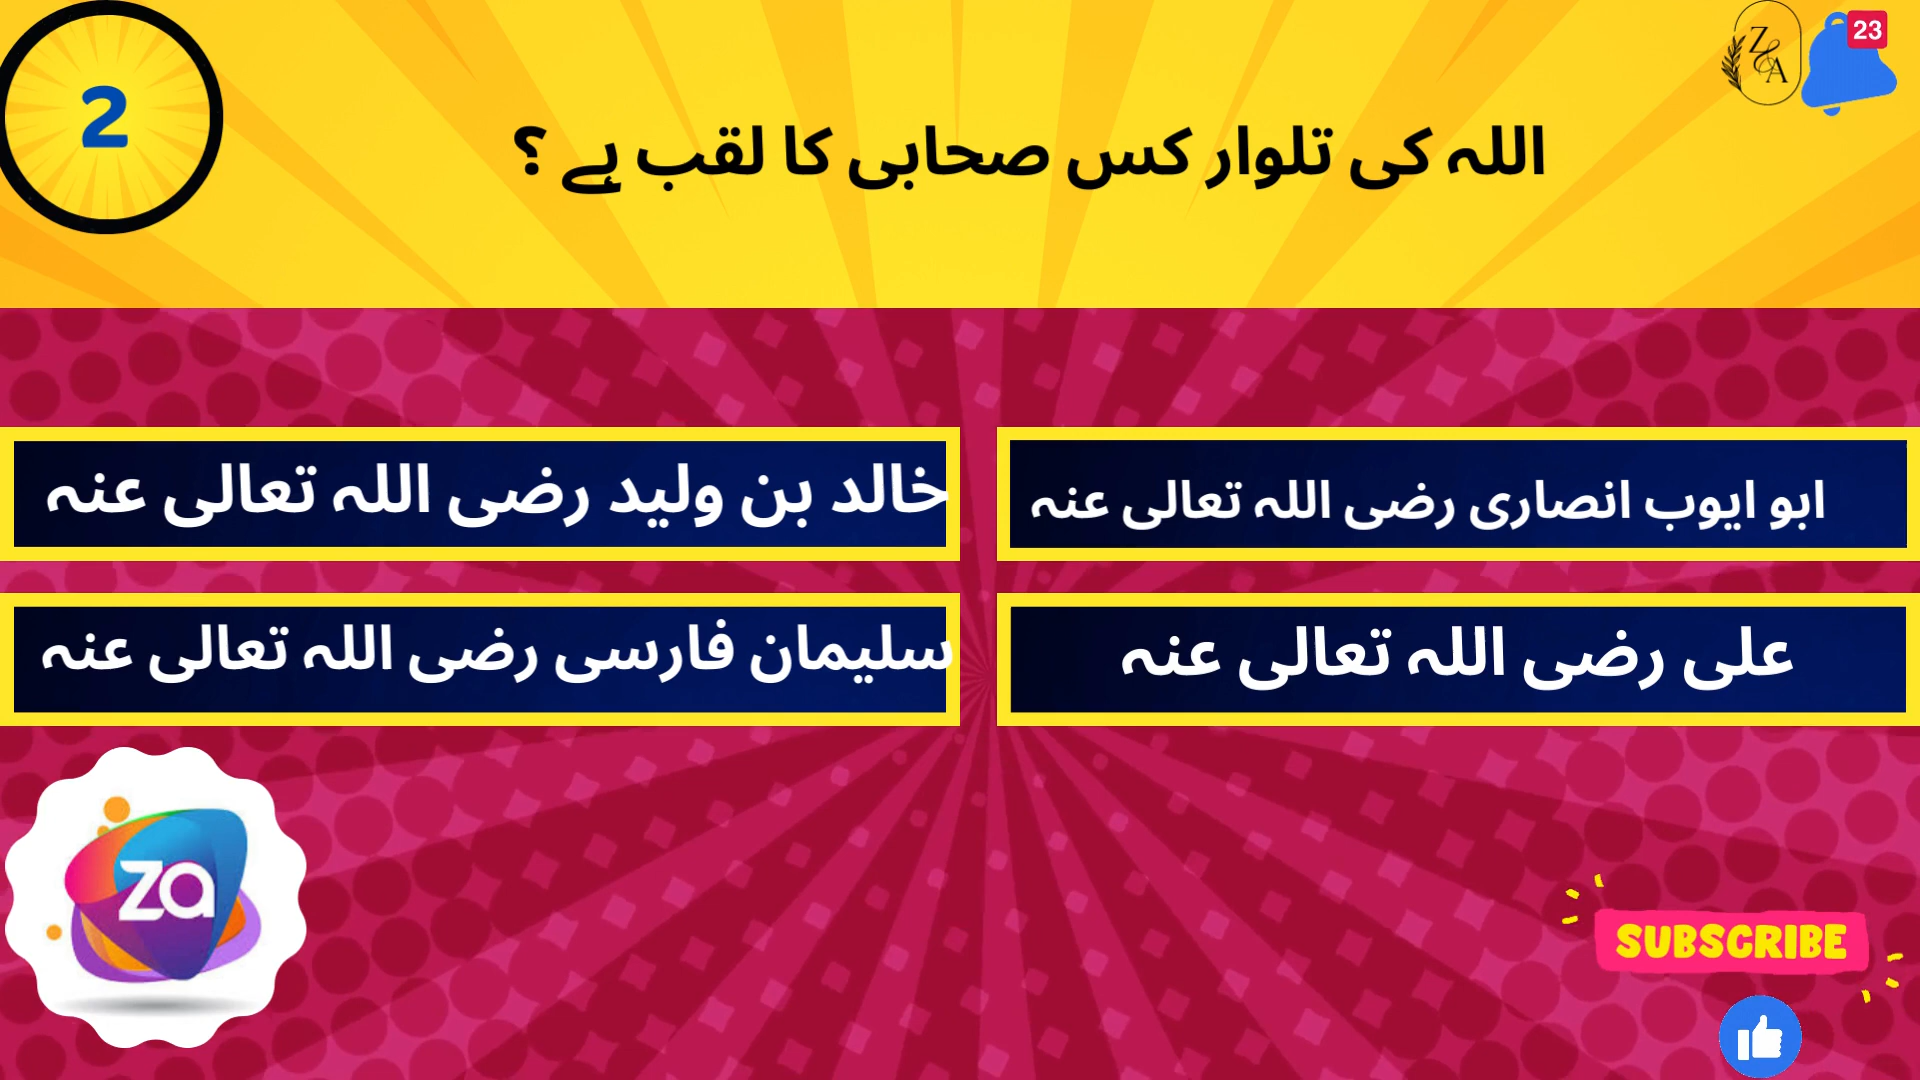 2
Z&A
23
اللہ کی تلوار کس صحابی کا لقب ہے ؟
ابو ایوب انصاری رضی اللہ تعالی عنہ
خالد بن ولید رضی اللہ تعالی عنہ
علی رضی اللہ تعالی عنہ
سلیمان فارسی رضی اللہ تعالی عنہ
za
SUBSCRIBE